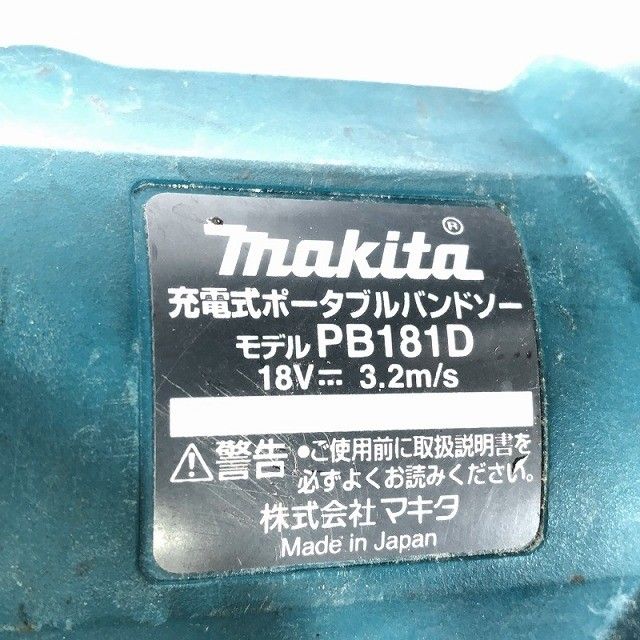 makita®
充電式ポータブルバンドソー
モデル PB181D
18V⎓ 3.2m/s
⚠警告 •ご使用前に取扱説明書を
必ずよくお読みください。
株式会社マキタ
Made in Japan